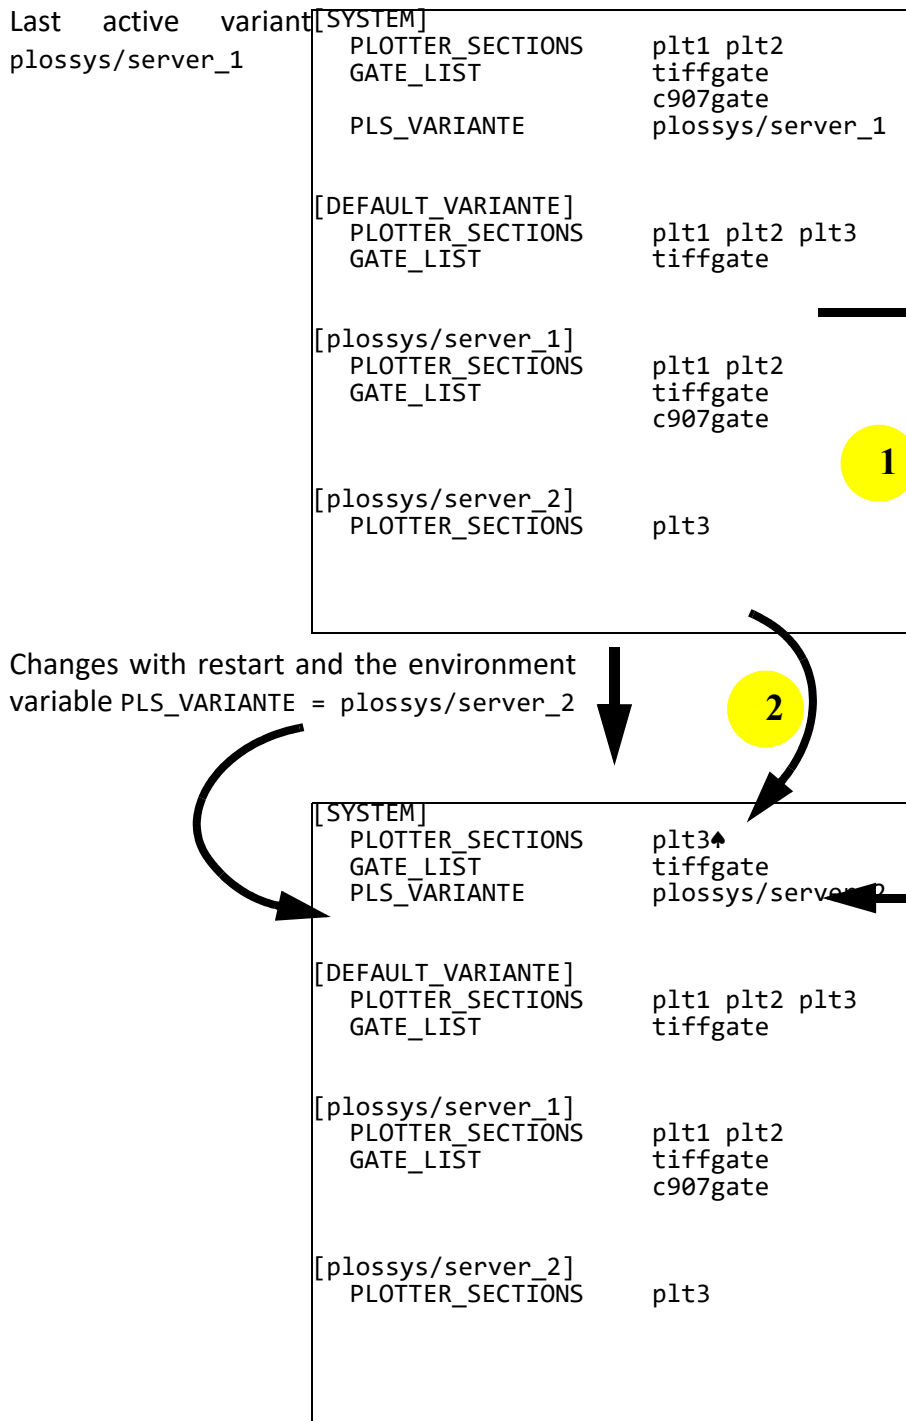 Last active variant
plossys/server_1
[SYSTEM]
PLOTTER_SECTIONS plt1 plt2
GATE_LIST tiffgate
c907gate
PLS_VARIANTE plossys/server_1
[DEFAULT_VARIANTE]
PLOTTER_SECTIONS plt1 plt2 plt3
GATE_LIST tiffgate
[plossys/server_1]
PLOTTER_SECTIONS plt1 plt2
GATE_LIST tiffgate
c907gate
1
[plossys/server_2]
PLOTTER_SECTIONS plt3
Changes with restart and the environment
variable PLS_VARIANTE = plossys/server_2
2
[SYSTEM]
PLOTTER_SECTIONS plt3♠
GATE_LIST tiffgate
PLS_VARIANTE plossys/server_2
[DEFAULT_VARIANTE]
PLOTTER_SECTIONS plt1 plt2 plt3
GATE_LIST tiffgate
[plossys/server_1]
PLOTTER_SECTIONS plt1 plt2
GATE_LIST tiffgate
c907gate
[plossys/server_2]
PLOTTER_SECTIONS plt3